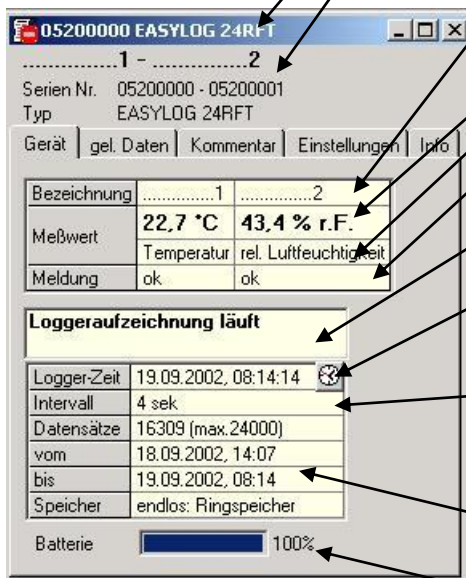 05200000 EASYLOG 24RFT
..............1 - ..............2
Serien Nr. 05200000 - 05200001
Typ EASYLOG 24RFT
Gerät gel. Daten Kommentar Einstellungen Info
Bezeichnung ..............1 ..............2
Meßwert 22,7 °C 43,4 % r.F.
Temperatur rel. Luftfeuchtigkeit
Meldung ok ok
Loggeraufzeichnung läuft
Logger-Zeit 19.09.2002, 08:14:14
Intervall 4 sek
Datensätze 16309 (max.24000)
vom 18.09.2002, 14:07
bis 19.09.2002, 08:14
Speicher endlos: Ringspeicher
Batterie 100%